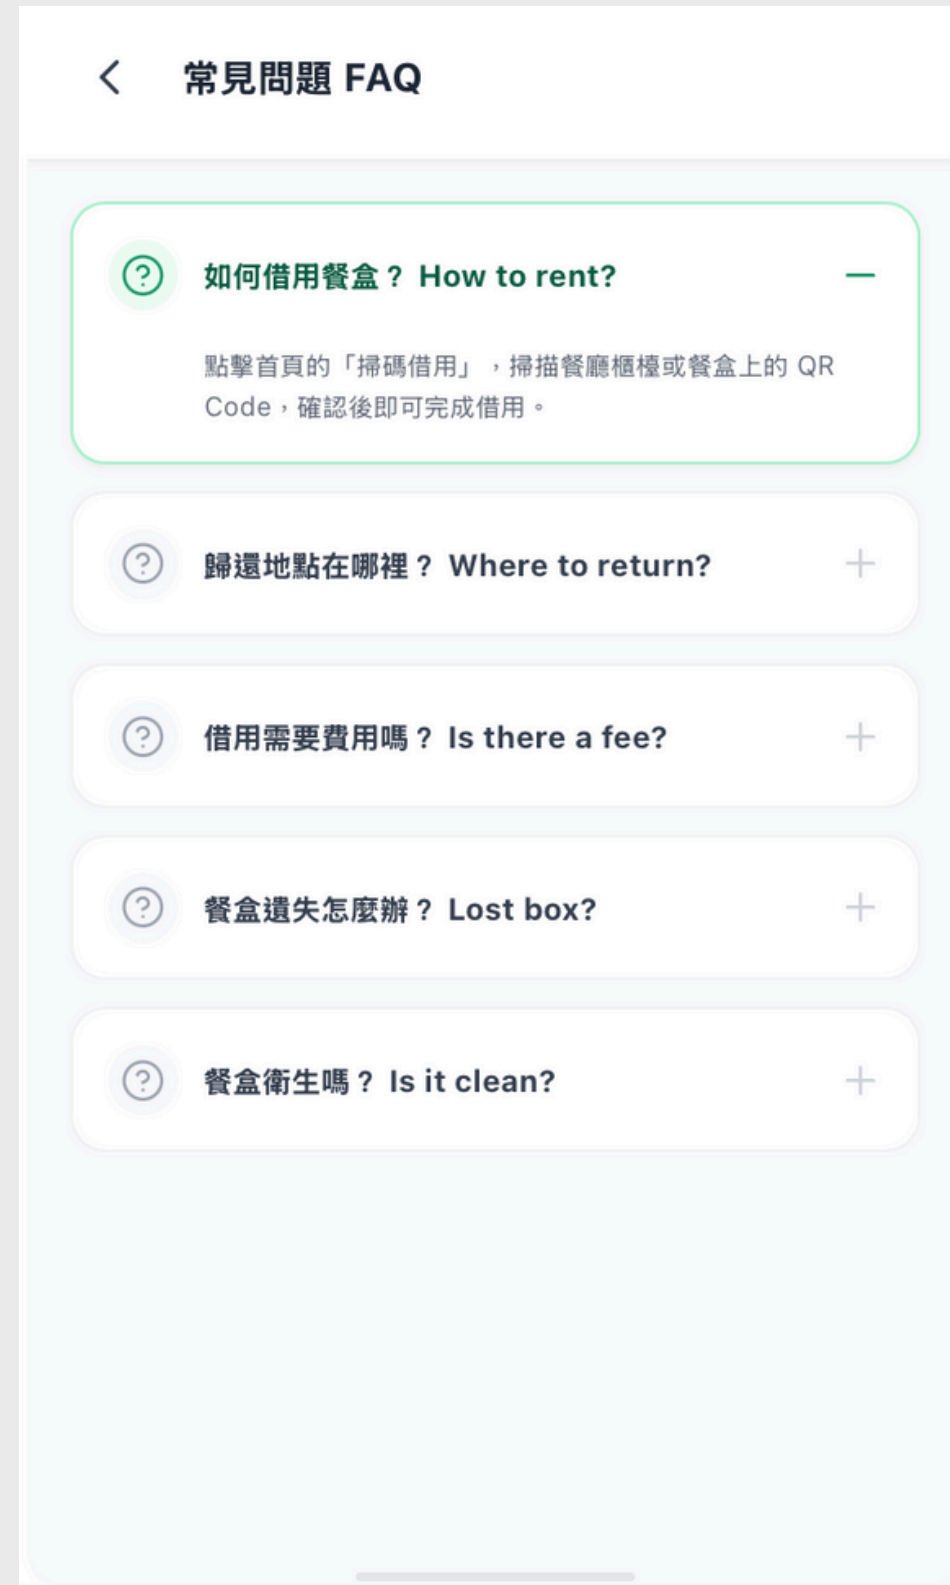 常見問題 FAQ
如何借用餐盒？ How to rent?
點擊首頁的「掃碼借用」，掃描餐廳櫃檯或餐盒上的 QR
Code，確認後即可完成借用。
歸還地點在哪裡？ Where to return?
借用需要費用嗎？ Is there a fee?
餐盒遺失怎麼辦？ Lost box?
餐盒衛生嗎？ Is it clean?